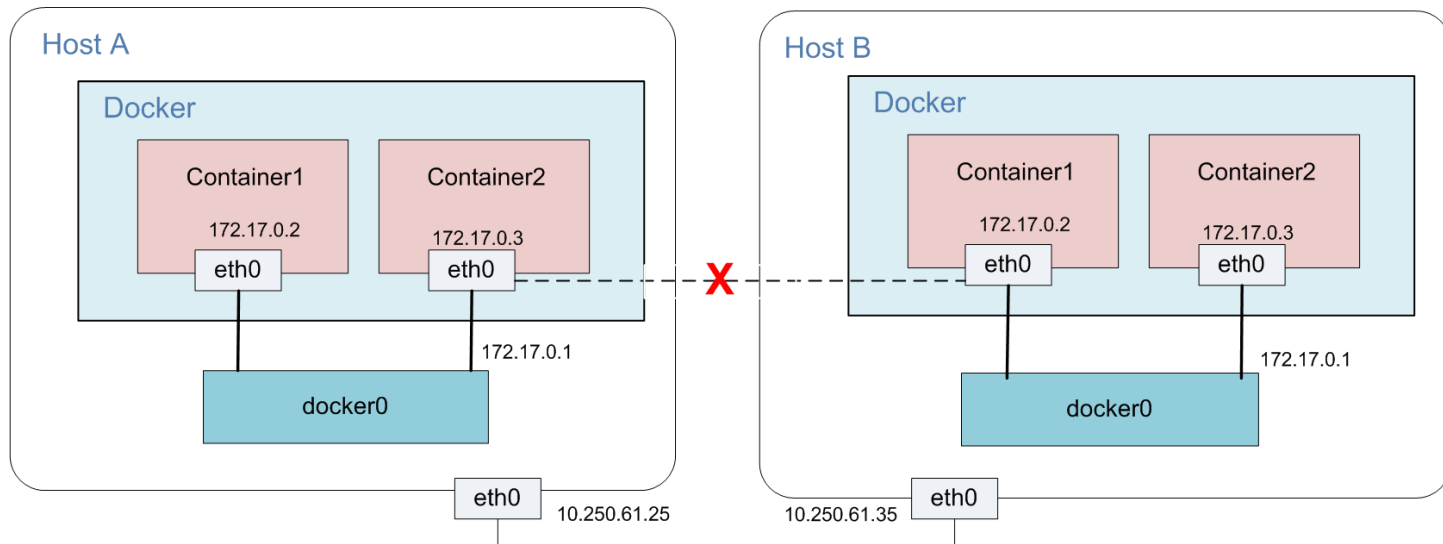 Host A
Docker
Container1
172.17.0.2
eth0
Container2
172.17.0.3
eth0
172.17.0.1
docker0
eth0
10.250.61.25
X
Host B
Docker
Container1
172.17.0.2
eth0
Container2
172.17.0.3
eth0
172.17.0.1
docker0
10.250.61.35
eth0